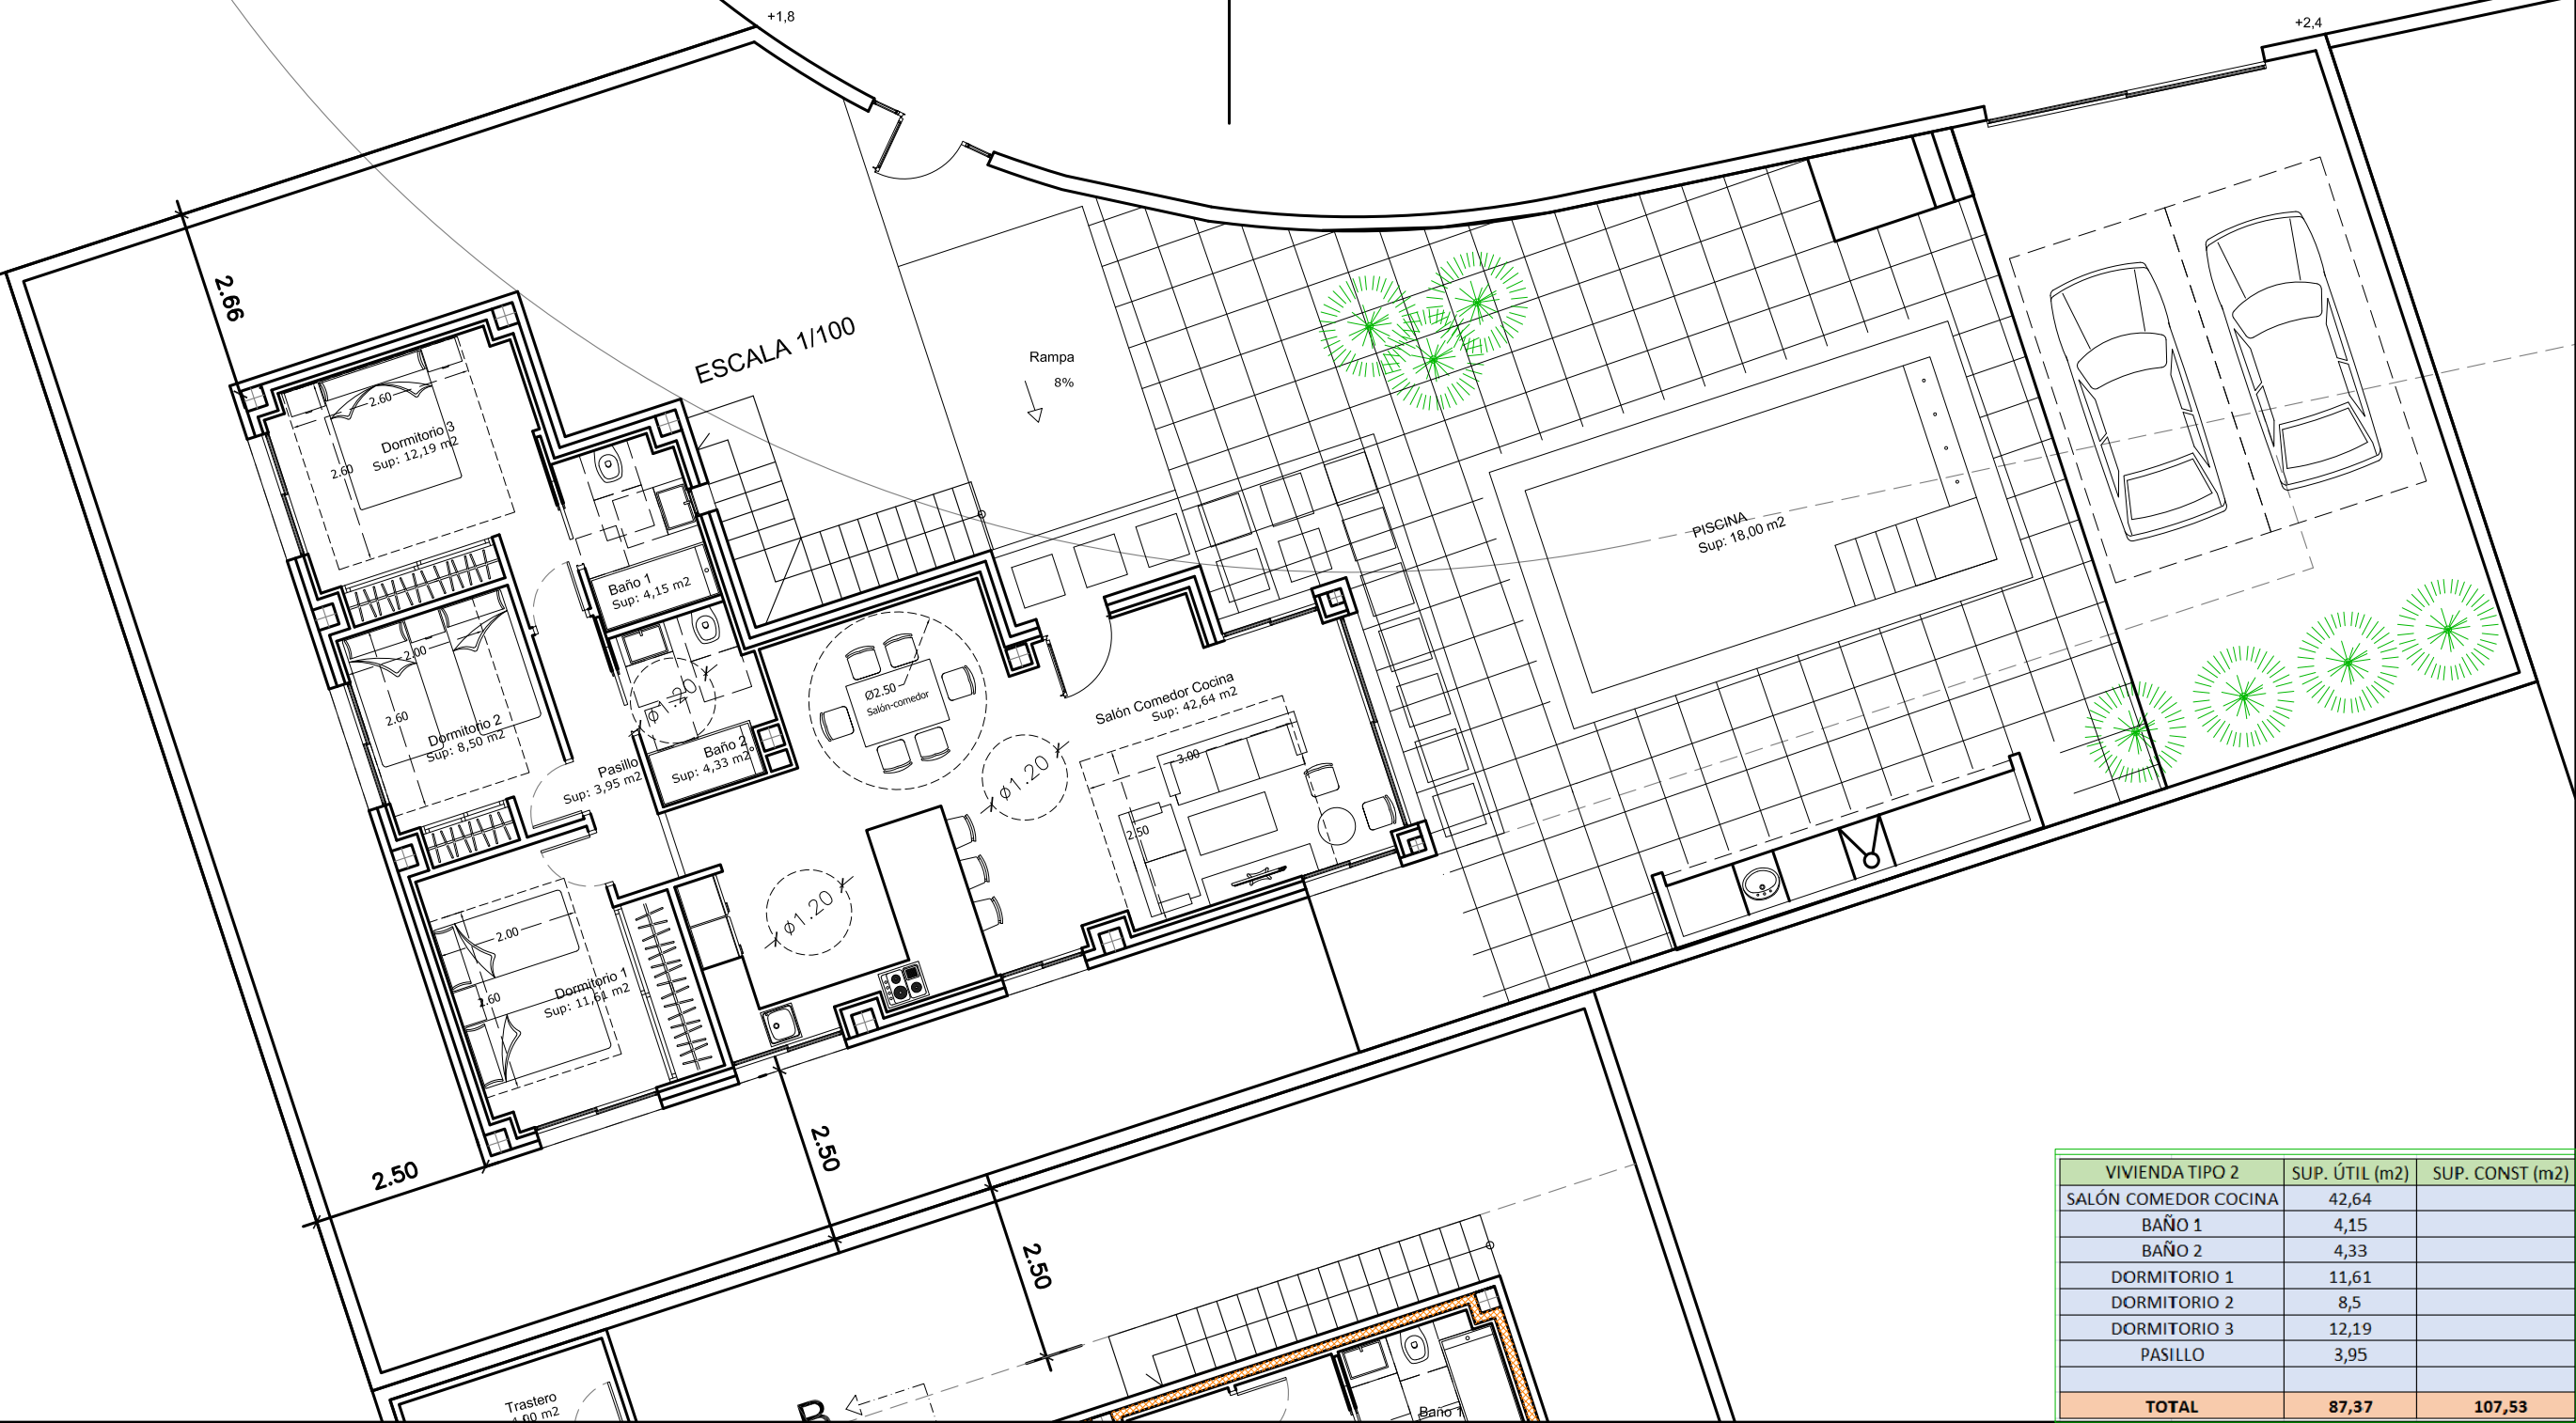 +1,8
+2,4
2.66
ESCALA 1/100
Rampa
8%
2.60
Dormitorio 3
Sup: 12,19 m2
2.60
PISCINA
Sup: 18,00 m2
Baño 1
Sup: 4,15 m2
2.00
2.60
Dormitorio 2
Sup: 8,50 m2
ϕ1.20
Ø2.50
Salón-comedor
Salón Comedor Cocina
Sup: 42,64 m2
Baño 2
Sup: 4,33 m2
Pasillo
Sup: 3,95 m2
ϕ1.20
3.00
2.50
ϕ1.20
2.00
2.60
Dormitorio 1
Sup: 11,61 m2
2.50
2.50
2.50
Trastero
Baño 1
B
VIVIENDA TIPO 2 SUP. ÚTIL (m2) SUP. CONST (m2)
SALÓN COMEDOR COCINA 42,64
BAÑO 1 4,15
BAÑO 2 4,33
DORMITORIO 1 11,61
DORMITORIO 2 8,5
DORMITORIO 3 12,19
PASILLO 3,95
TOTAL 87,37 107,53